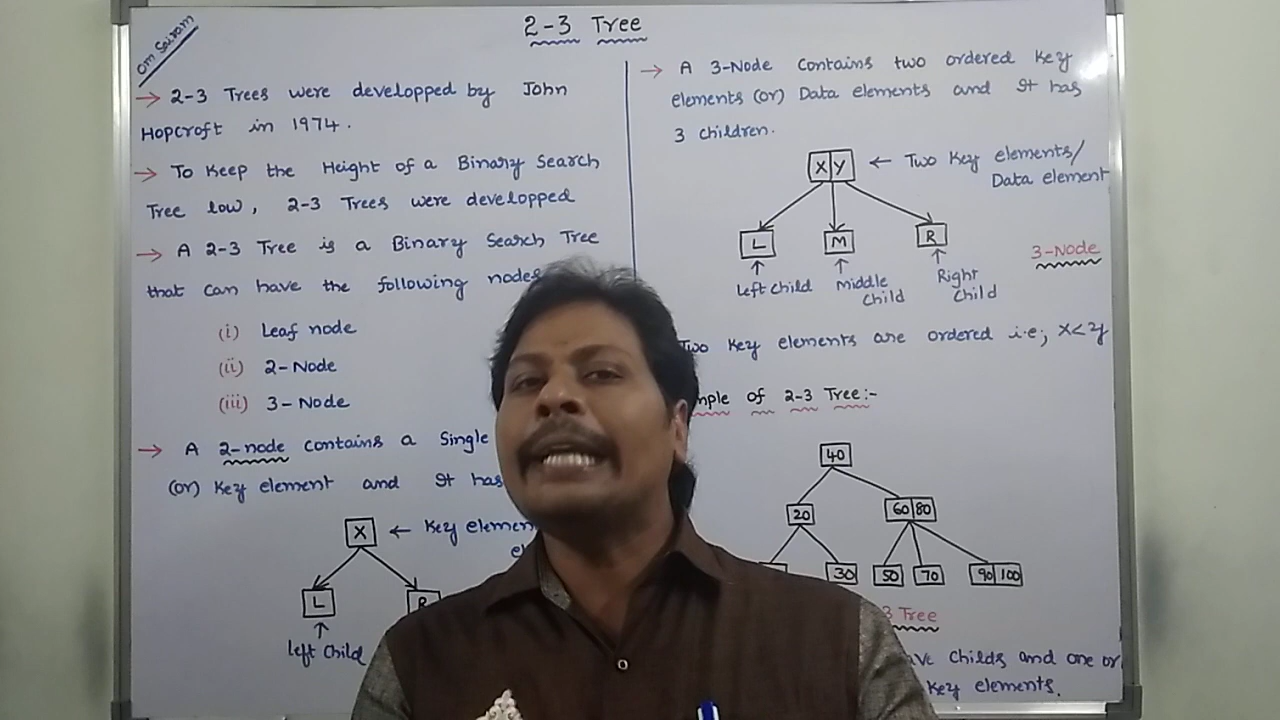 Om Sairam
2-3 Tree
→ 2-3 Trees were developped by John
Hopcroft in 1974.
→ To Keep the Height of a Binary Search
Tree low, 2-3 Trees were developped
→ A 2-3 Tree is a Binary Search Tree
that can have the following nodes
(i) Leaf node
(ii) 2-Node
(iii) 3-Node
→ A 2-node contains a Single
(or) Key element and It has
X ← Key elemen
L R
↑
Left Child
→ A 3-Node Contains two ordered Key
elements (or) Data elements and It has
3 children.
X Y ← Two Key elements/
Data element
L M R
3-Node
Left Child Middle Child Right Child
Two Key elements are ordered i.e; X<Y
mple of 2-3 Tree:-
40
20 60 80
30 50 70 90 100
3 Tree
ave Childs and one or
Key elements.